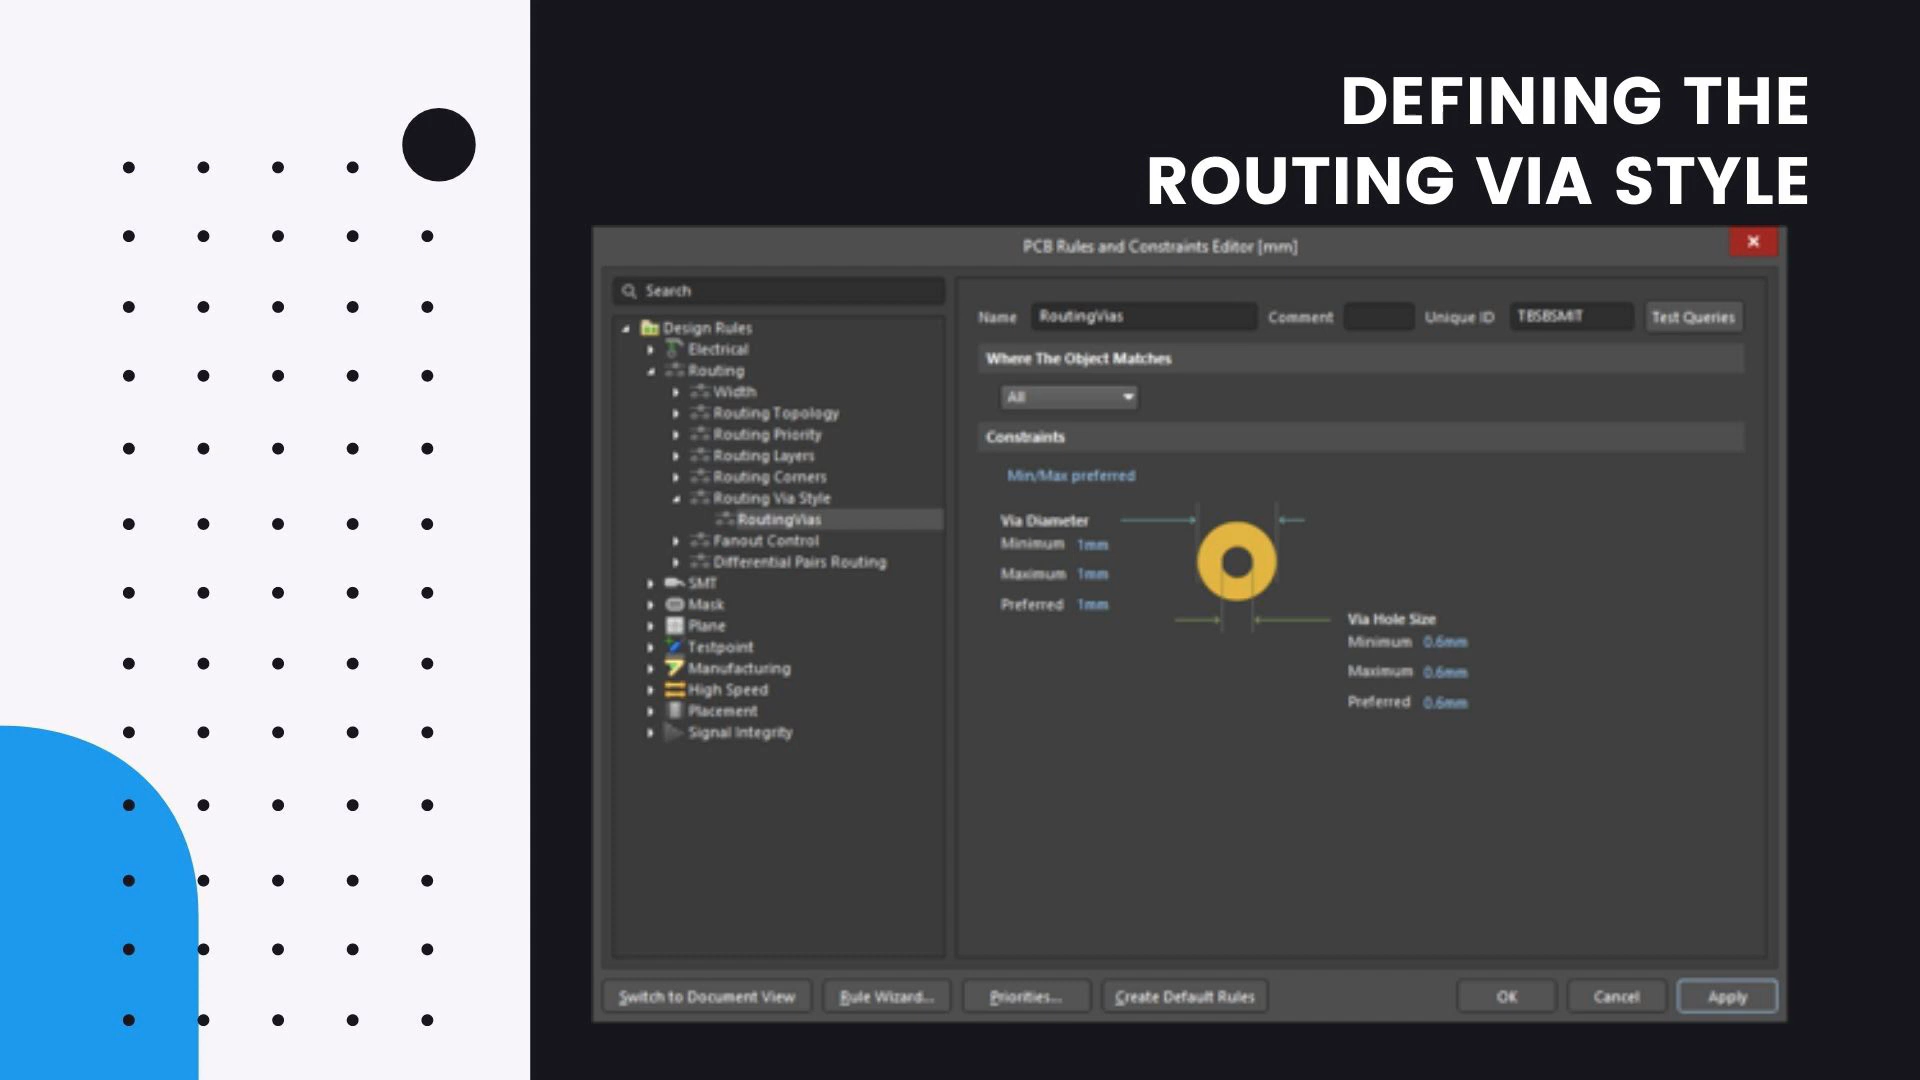 DEFINING THE
ROUTING VIA STYLE
PCB Rules and Constraints Editor [mm]
Search
Design Rules
Electrical
Routing
Width
Routing Topology
Routing Priority
Routing Layers
Routing Corners
Routing Via Style
RoutingVias
Fanout Control
Differential Pairs Routing
SMT
Mask
Plane
Testpoint
Manufacturing
High Speed
Placement
Signal Integrity
Name RoutingVias Comment Unique ID Test Queries
Where The Object Matches
All
Constraints
Min/Max preferred
Via Diameter
Minimum 1mm
Maximum 1mm
Preferred 1mm
Via Hole Size
Minimum 0.6mm
Maximum 0.6mm
Preferred 0.6mm
Switch to Document View Rule Wizard... Priorities... Create Default Rules OK Cancel Apply